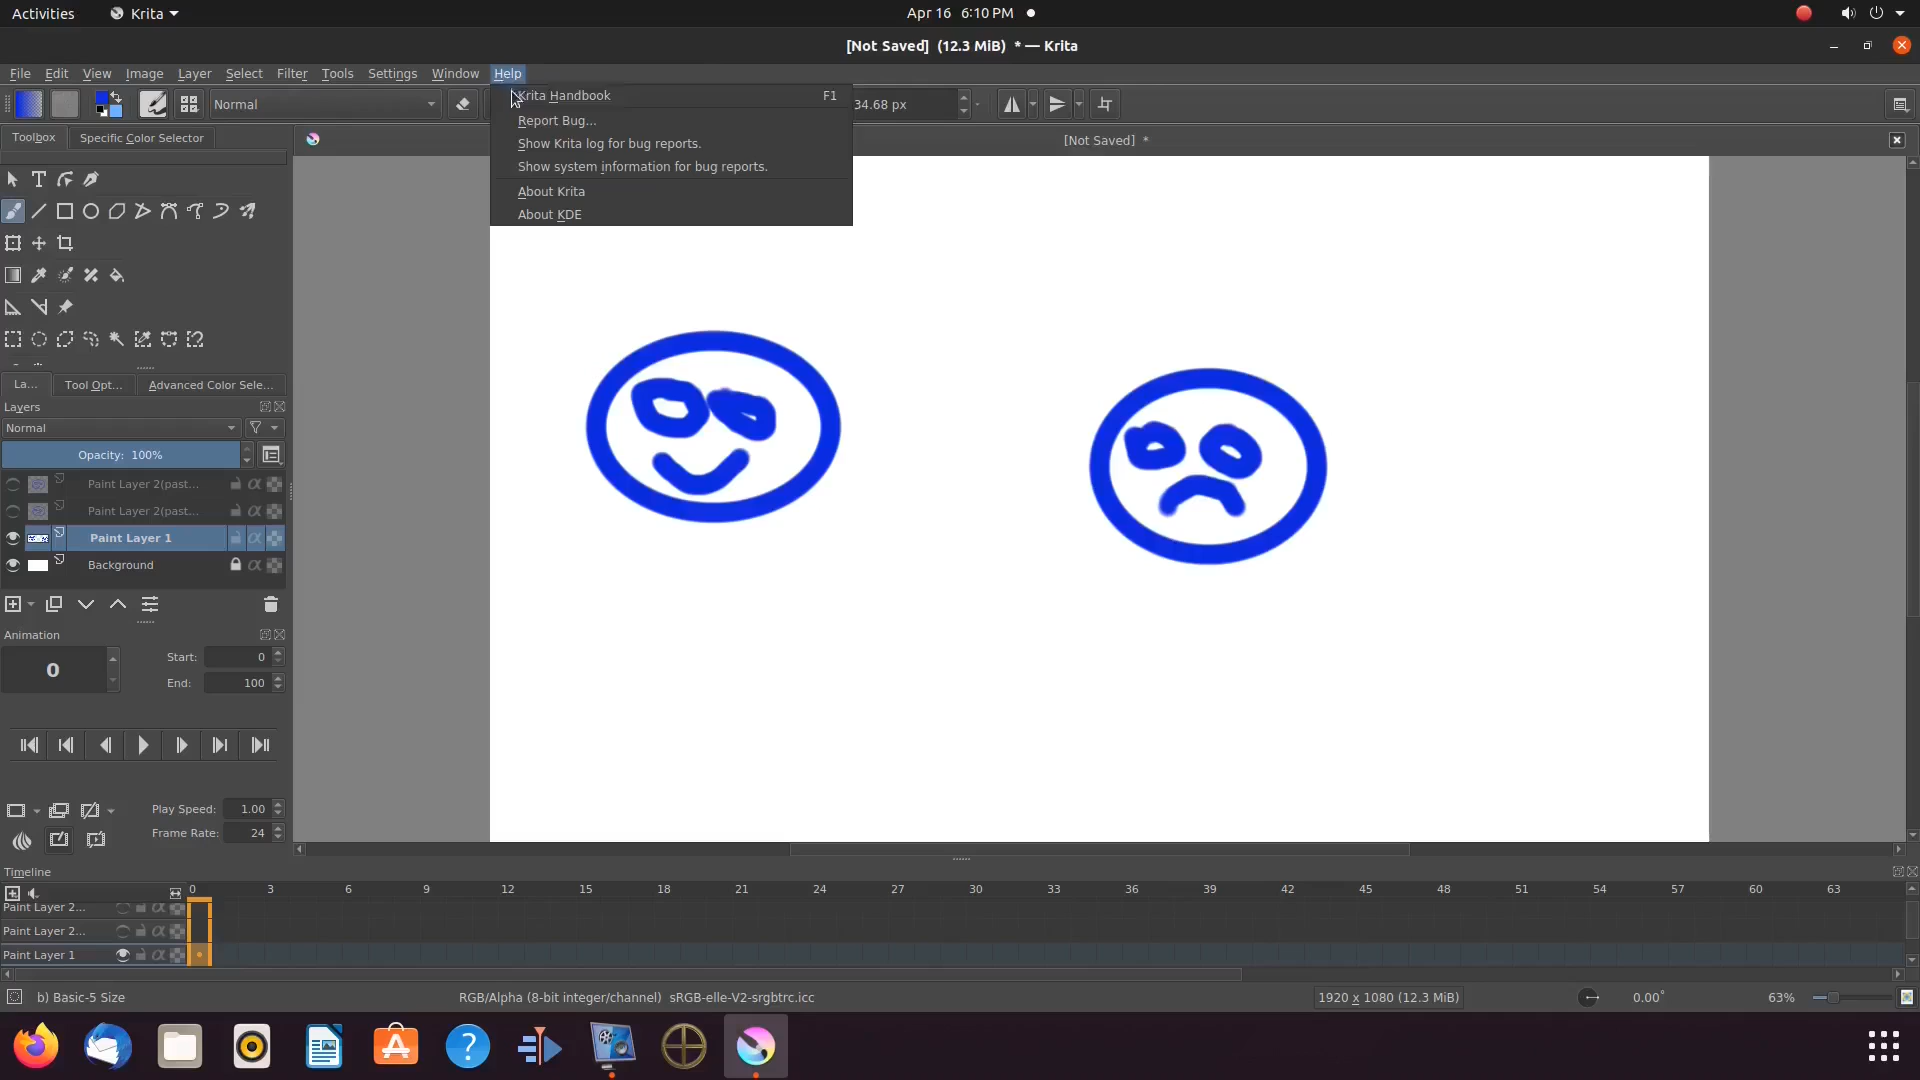 Activities Krita Apr 16 6:10 PM
[Not Saved] (12.3 MiB) * — Krita
File Edit View Image Layer Select Filter Tools Settings Window Help
Normal 34.68 px
Krita Handbook F1
Report Bug...
Show Krita log for bug reports.
Show system information for bug reports.
About Krita
About KDE
Toolbox Specific Color Selector
[Not Saved] *
La... Tool Opt... Advanced Color Sele...
Layers
Normal
Opacity: 100%
Paint Layer 2(past...
Paint Layer 2(past...
Paint Layer 1
Background
Animation
0 Start: 0
End: 100
Play Speed: 1.00
Frame Rate: 24
Timeline
0 3 6 9 12 15 18 21 24 27 30 33 36 39 42 45 48 51 54 57 60 63
Paint Layer 2...
Paint Layer 2...
Paint Layer 1
b) Basic-5 Size RGB/Alpha (8-bit integer/channel) sRGB-elle-V2-srgbtrc.icc 1920 x 1080 (12.3 MiB) 0.00° 63%